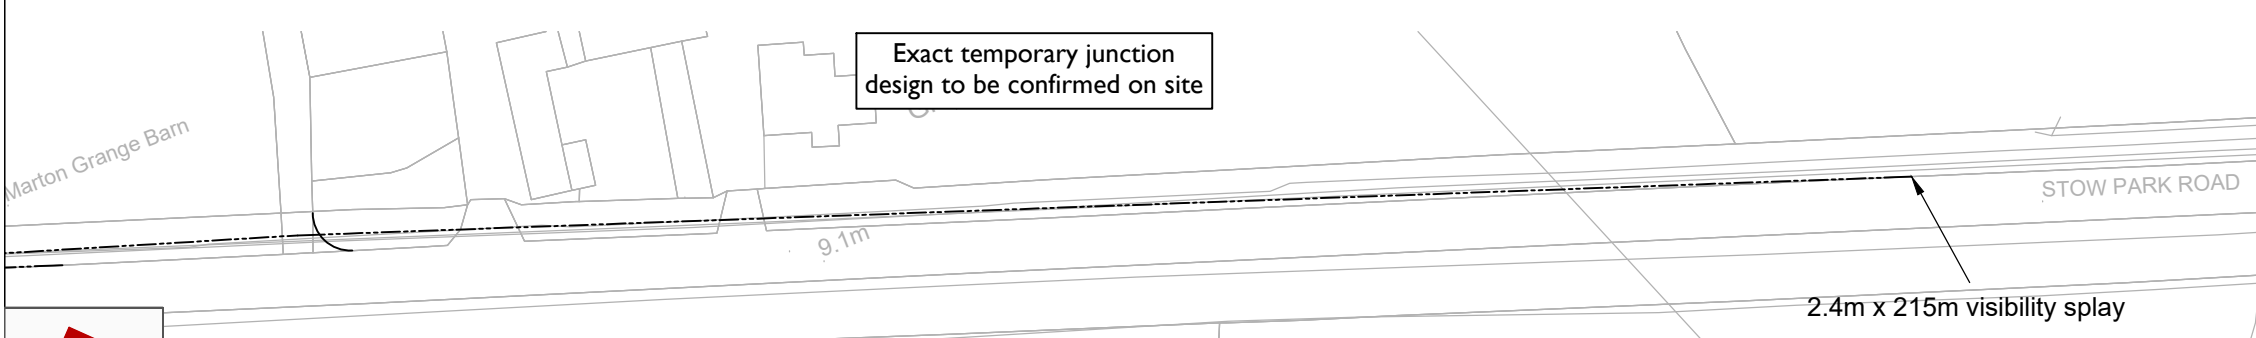 Exact temporary junction
design to be confirmed on site
Marton Grange Barn
STOW PARK ROAD
9.1m
2.4m x 215m visibility splay